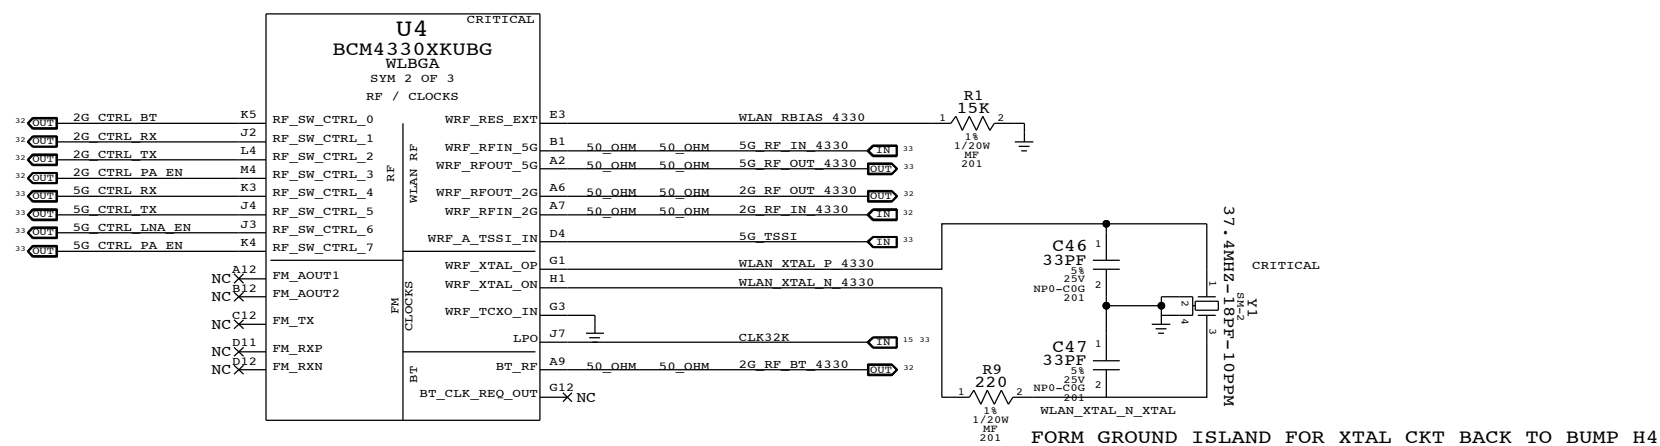 CRITICAL
U4
BCM4330XKUBG
WLBGA
SYM 2 OF 3
RF / CLOCKS
32 OUT 2G_CTRL_BT K5 RF_SW_CTRL_0
32 OUT 2G_CTRL_RX J2 RF_SW_CTRL_1
32 OUT 2G_CTRL_TX L4 RF_SW_CTRL_2
32 OUT 2G_CTRL_PA_EN M4 RF_SW_CTRL_3
33 OUT 5G_CTRL_RX K3 RF_SW_CTRL_4
33 OUT 5G_CTRL_TX J4 RF_SW_CTRL_5
33 OUT 5G_CTRL_LNA_EN J3 RF_SW_CTRL_6
33 OUT 5G_CTRL_PA_EN K4 RF_SW_CTRL_7
NC A12 FM_AOUT1
NC B12 FM_AOUT2
NC C12 FM_TX
NC D11 FM_RXP
NC D12 FM_RXN
RF
WLAN RF
FM
CLOCKS
BT
WRF_RES_EXT E3 WLAN_RBIAS_4330
WRF_RFIN_5G B1 50_OHM 50_OHM 5G_RF_IN_4330 IN 33
WRF_RFOUT_5G A2 50_OHM 50_OHM 5G_RF_OUT_4330 OUT 33
WRF_RFOUT_2G A6 50_OHM 50_OHM 2G_RF_OUT_4330 OUT 32
WRF_RFIN_2G A7 50_OHM 50_OHM 2G_RF_IN_4330 IN 32
WRF_A_TSSI_IN D4 5G_TSSI IN 33
WRF_XTAL_OP G1 WLAN_XTAL_P_4330
WRF_XTAL_ON H1 WLAN_XTAL_N_4330
WRF_TCXO_IN G3
LPO J7 CLK32K IN 15 33
BT_RF A9 50_OHM 50_OHM 2G_RF_BT_4330 OUT 32
BT_CLK_REQ_OUT G12 NC
R1
15K
1 2
1%
1/20W
MF
201
C46 1
33PF
5%
25V 2
NP0-C0G
201
C47 1
33PF
5%
25V 2
NP0-C0G
201
R9
220
1 2
1%
1/20W
MF
201
WLAN_XTAL_N_XTAL
1
2
4
3
Y1
SM-2
37.4MHZ-18PF-10PPM
CRITICAL
FORM GROUND ISLAND FOR XTAL CKT BACK TO BUMP H4